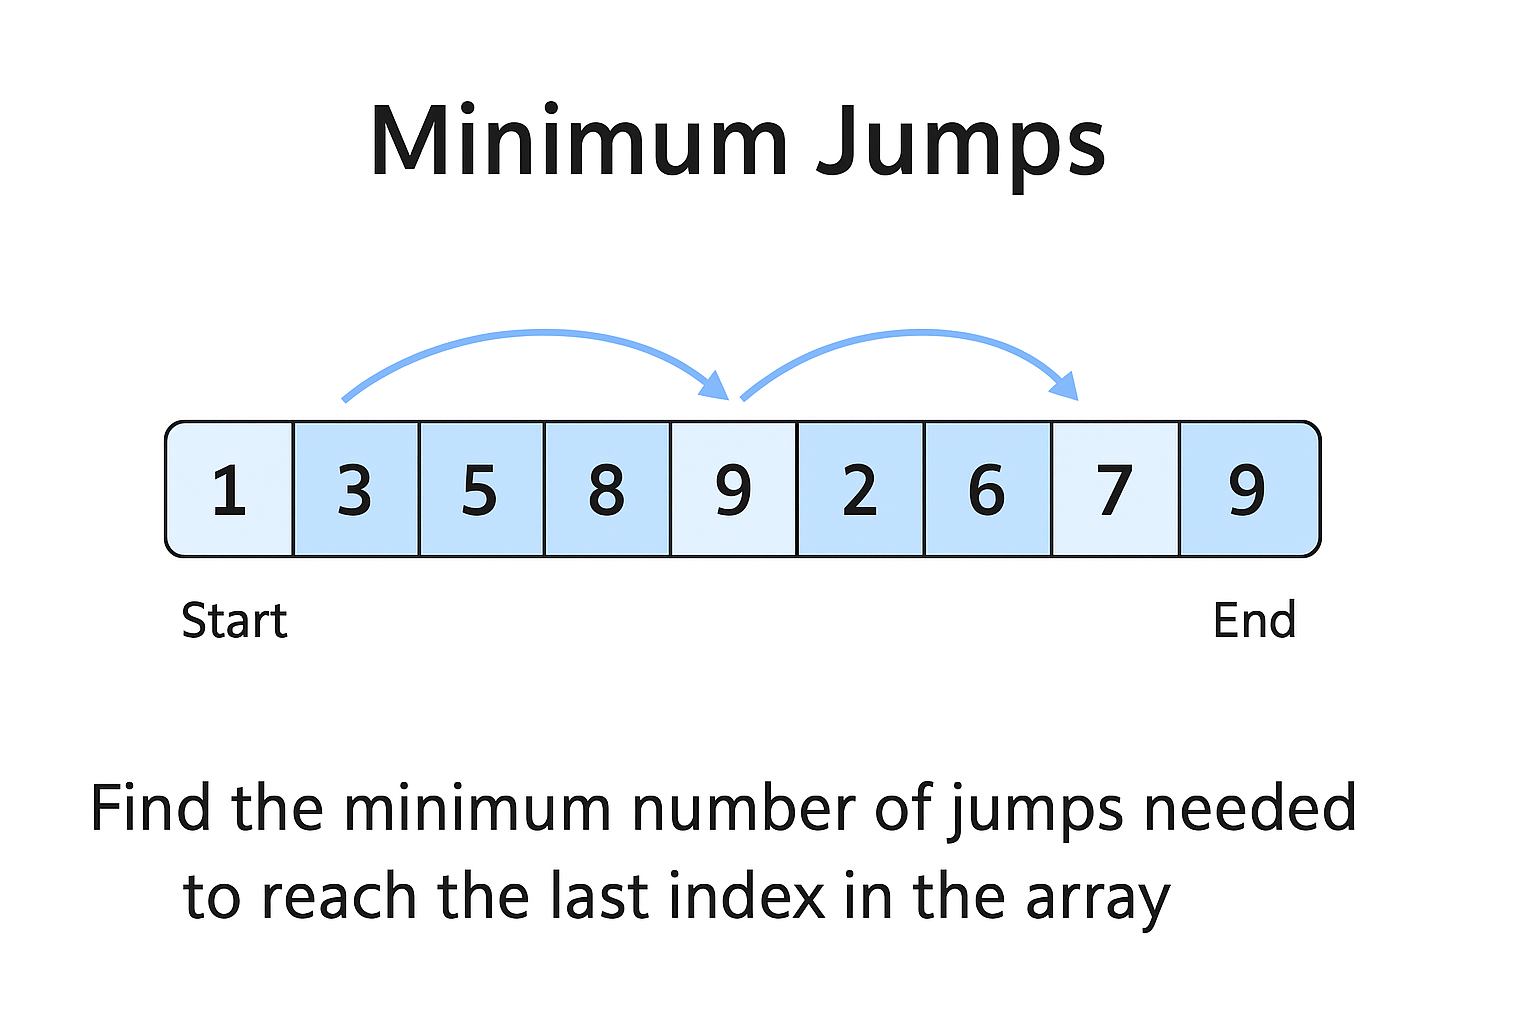 Minimum Jumps
1 3 5 8 9 2 6 7 9
Start End
Find the minimum number of jumps needed
to reach the last index in the array